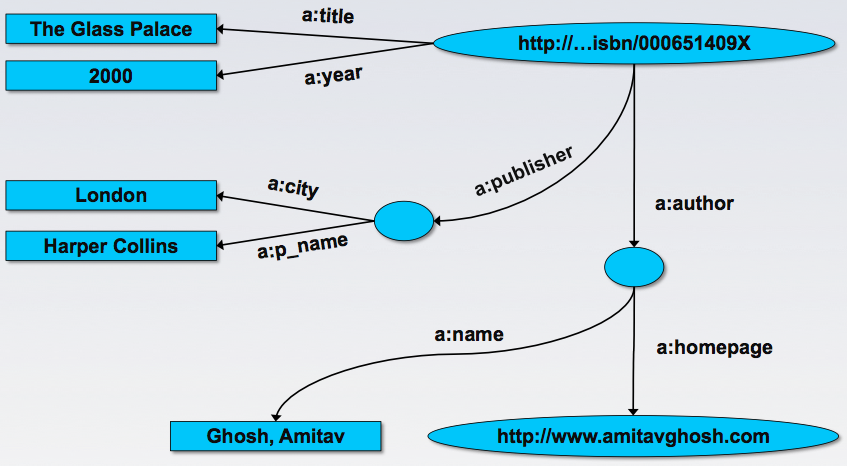 a:title
The Glass Palace
http://…isbn/000651409X
2000
a:year
a:publisher
a:city
London
a:author
Harper Collins
a:p_name
a:name
a:homepage
Ghosh, Amitav
http://www.amitavghosh.com